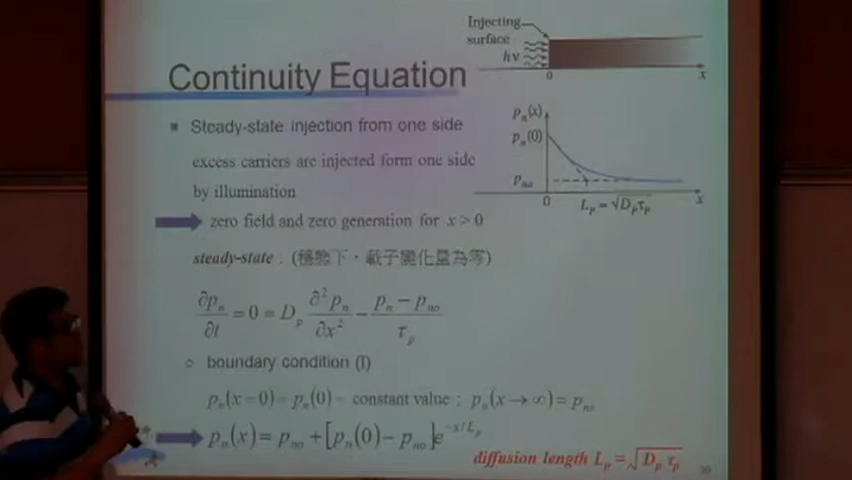 Continuity Equation
Injecting
surface
hν
0
x
pₙ(x)
pₙ(0)
pₙₒ
0
x
Lₚ = √Dₚτₚ
Steady-state injection from one side
excess carriers are injected form one side
by illumination
zero field and zero generation for x > 0
steady-state : (穩態下，載子變化量為零)
∂pₙ/∂t = 0 = Dₚ ∂²pₙ/∂x² − (pₙ − pₙₒ)/τₚ
boundary condition (I)
pₙ(x=0) = pₙ(0) = constant value ; pₙ(x → ∞) = pₙₒ
pₙ(x) = pₙₒ + [pₙ(0) − pₙₒ]e^(−x/Lₚ)
diffusion length Lₚ = √Dₚ τₚ